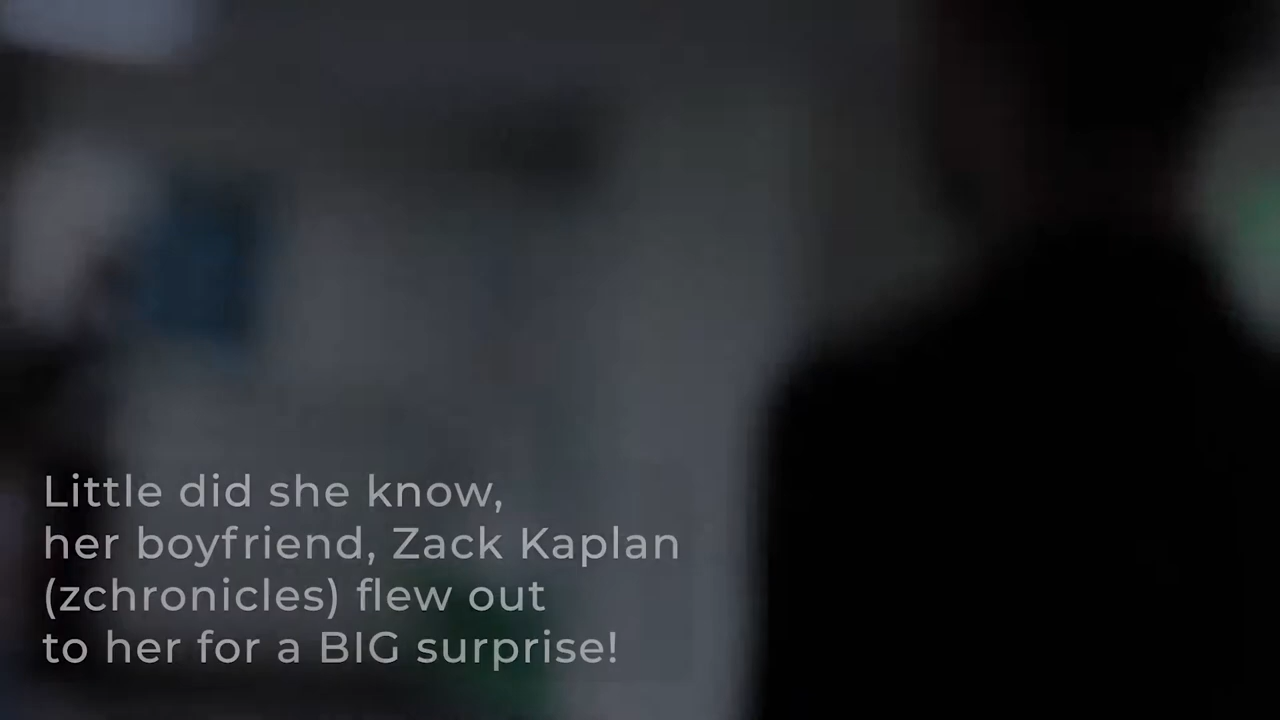 Little did she know,
her boyfriend, Zack Kaplan
(zchronicles) flew out
to her for a BIG surprise!